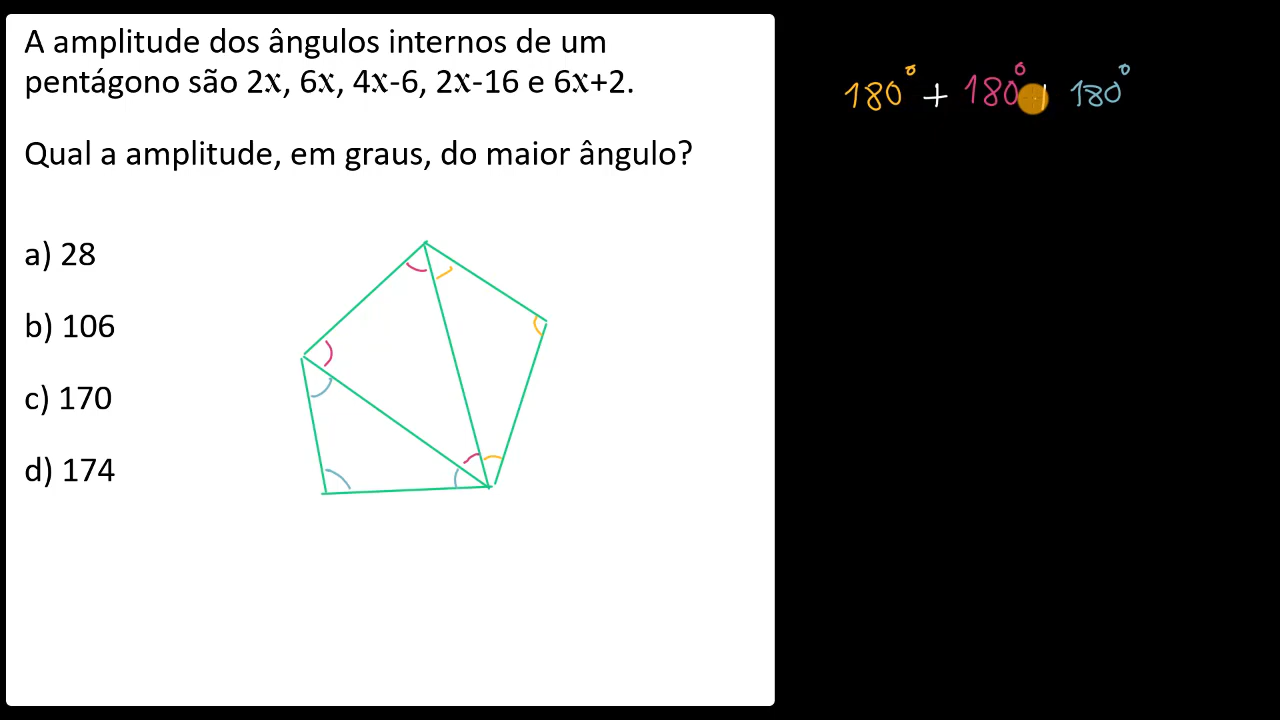 A amplitude dos ângulos internos de um
pentágono são 2x, 6x, 4x-6, 2x-16 e 6x+2.
Qual a amplitude, em graus, do maior ângulo?
a) 28
b) 106
c) 170
d) 174
180° + 180° + 180°